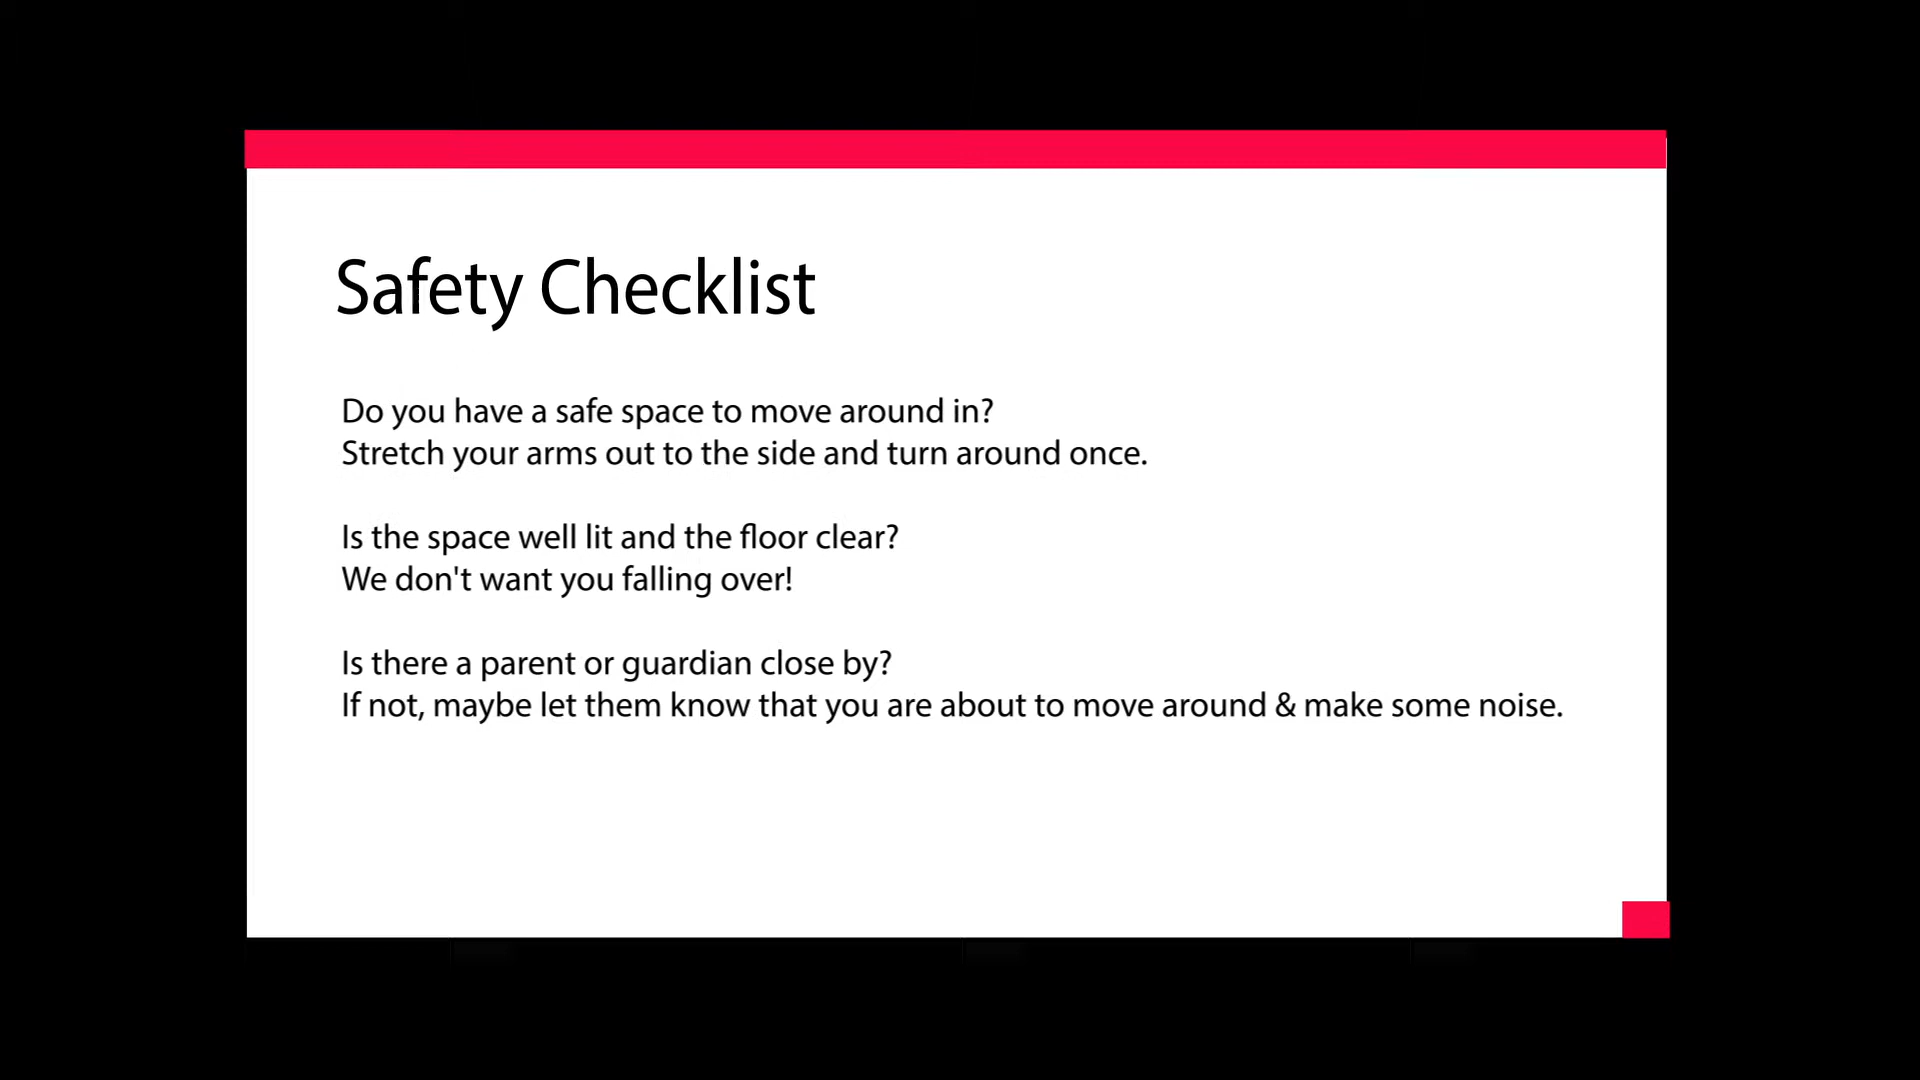 Safety Checklist
Do you have a safe space to move around in?
Stretch your arms out to the side and turn around once.
Is the space well lit and the floor clear?
We don't want you falling over!
Is there a parent or guardian close by?
If not, maybe let them know that you are about to move around & make some noise.